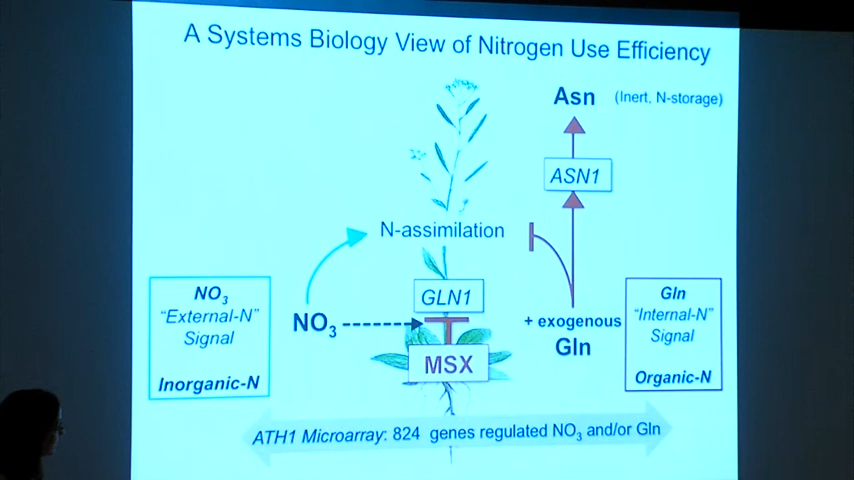 A Systems Biology View of Nitrogen Use Efficiency
Asn (Inert, N-storage)
ASN1
N-assimilation
NO3
"External-N"
Signal
Inorganic-N
NO3
GLN1
MSX
+ exogenous
Gln
Gln
"Internal-N"
Signal
Organic-N
ATH1 Microarray: 824 genes regulated NO3 and/or Gln